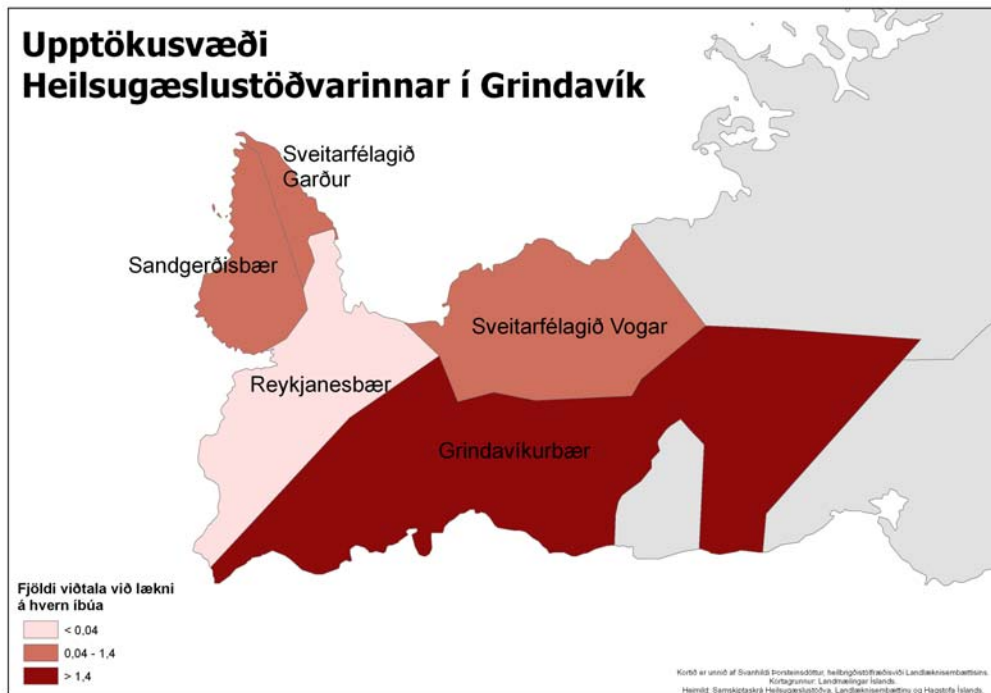 Upptökusvæði
Heilsugæslustöðvarinnar í Grindavík
Sveitarfélagið
Garður
Sandgerðisbær
Sveitarfélagið Vogar
Reykjanesbær
Grindavíkurbær
Fjöldi viðtala við lækni
á hvern íbúa
< 0,04
0,04 - 1,4
> 1,4
Kortið er unnið af Svanhildi Þorsteinsdóttur, heilbrigðistölfræðisviði Landlæknisembættisins.
Kortagrunnur: Landmælingar Íslands.
Heimild: Samskiptaskrá Heilsugæslustöðva, Landlæknisembættinu og Hagstofa Íslands.